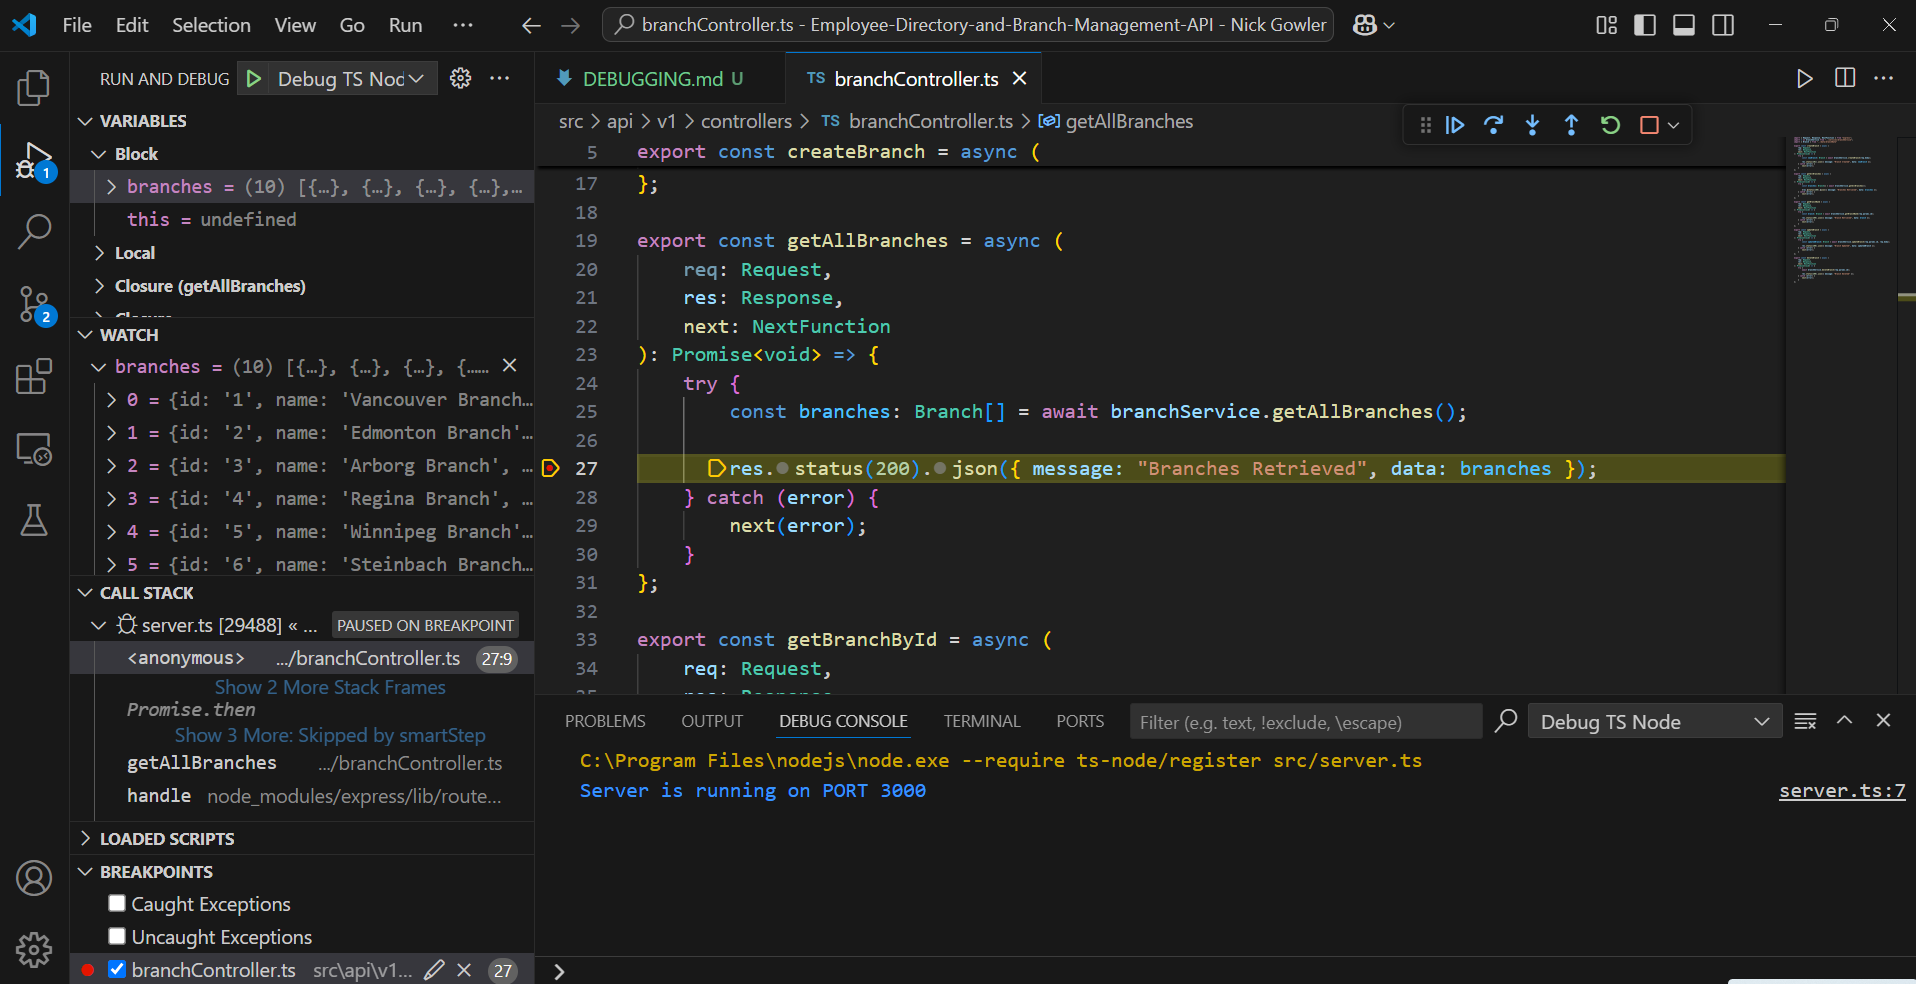 File Edit Selection View Go Run ··· branchController.ts - Employee-Directory-and-Branch-Management-API - Nick Gowler
RUN AND DEBUG Debug TS Nod
VARIABLES
Block
branches = (10) [{…}, {…}, {…}, {…},…
this = undefined
Local
Closure (getAllBranches)
Closure
WATCH
branches = (10) [{…}, {…}, {…}, {……
0 = {id: '1', name: 'Vancouver Branch…
1 = {id: '2', name: 'Edmonton Branch'…
2 = {id: '3', name: 'Arborg Branch', …
3 = {id: '4', name: 'Regina Branch', …
4 = {id: '5', name: 'Winnipeg Branch'…
5 = {id: '6', name: 'Steinbach Branch…
CALL STACK
server.ts [29488] « … PAUSED ON BREAKPOINT
<anonymous> .../branchController.ts 27:9
Show 2 More Stack Frames
Promise.then
Show 3 More: Skipped by smartStep
getAllBranches .../branchController.ts
handle node_modules/express/lib/route...
LOADED SCRIPTS
BREAKPOINTS
Caught Exceptions
Uncaught Exceptions
branchController.ts src\api\v1... 27
1
2
DEBUGGING.md U TS branchController.ts
src > api > v1 > controllers > TS branchController.ts > getAllBranches
5 export const createBranch = async (
17 };
18
19 export const getAllBranches = async (
20 req: Request,
21 res: Response,
22 next: NextFunction
23 ): Promise<void> => {
24 try {
25 const branches: Branch[] = await branchService.getAllBranches();
26
27 res.status(200).json({ message: "Branches Retrieved", data: branches });
28 } catch (error) {
29 next(error);
30 }
31 };
32
33 export const getBranchById = async (
34 req: Request,
35 res: Response,
PROBLEMS OUTPUT DEBUG CONSOLE TERMINAL PORTS Filter (e.g. text, !exclude, \escape) Debug TS Node
C:\Program Files\nodejs\node.exe --require ts-node/register src/server.ts
Server is running on PORT 3000 server.ts:7
>